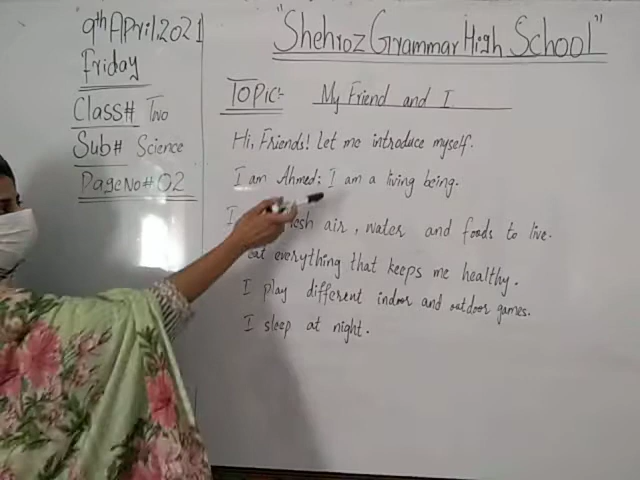 9th April, 2021
Friday
Class# Two
Sub# Science
Page No# 02
"Shehroz Grammar High School"
Topic:- My Friend and I
Hi, Friends! Let me introduce myself.
I am Ahmed: I am a living being.
I air, water and foods to live.
eat everything that keeps me healthy.
I play different indoor and outdoor games.
I sleep at night.